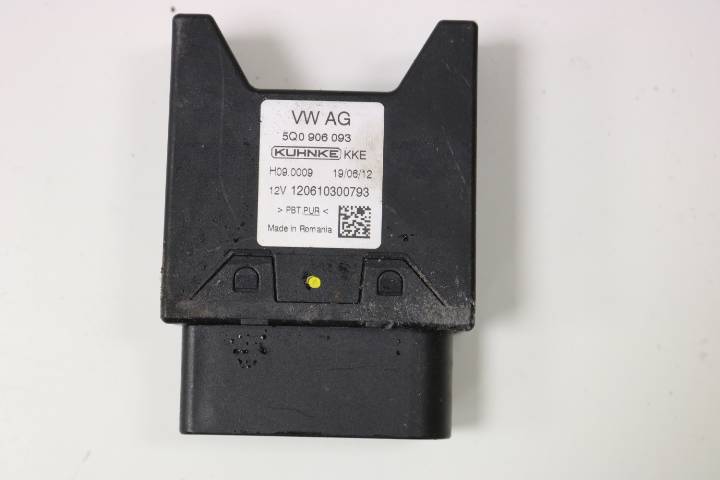 VW AG
5Q0 906 093
KUHNKE KKE
H09.0009 19/06/12
12V 120610300793
> PBT.PUR <
Made in Romania